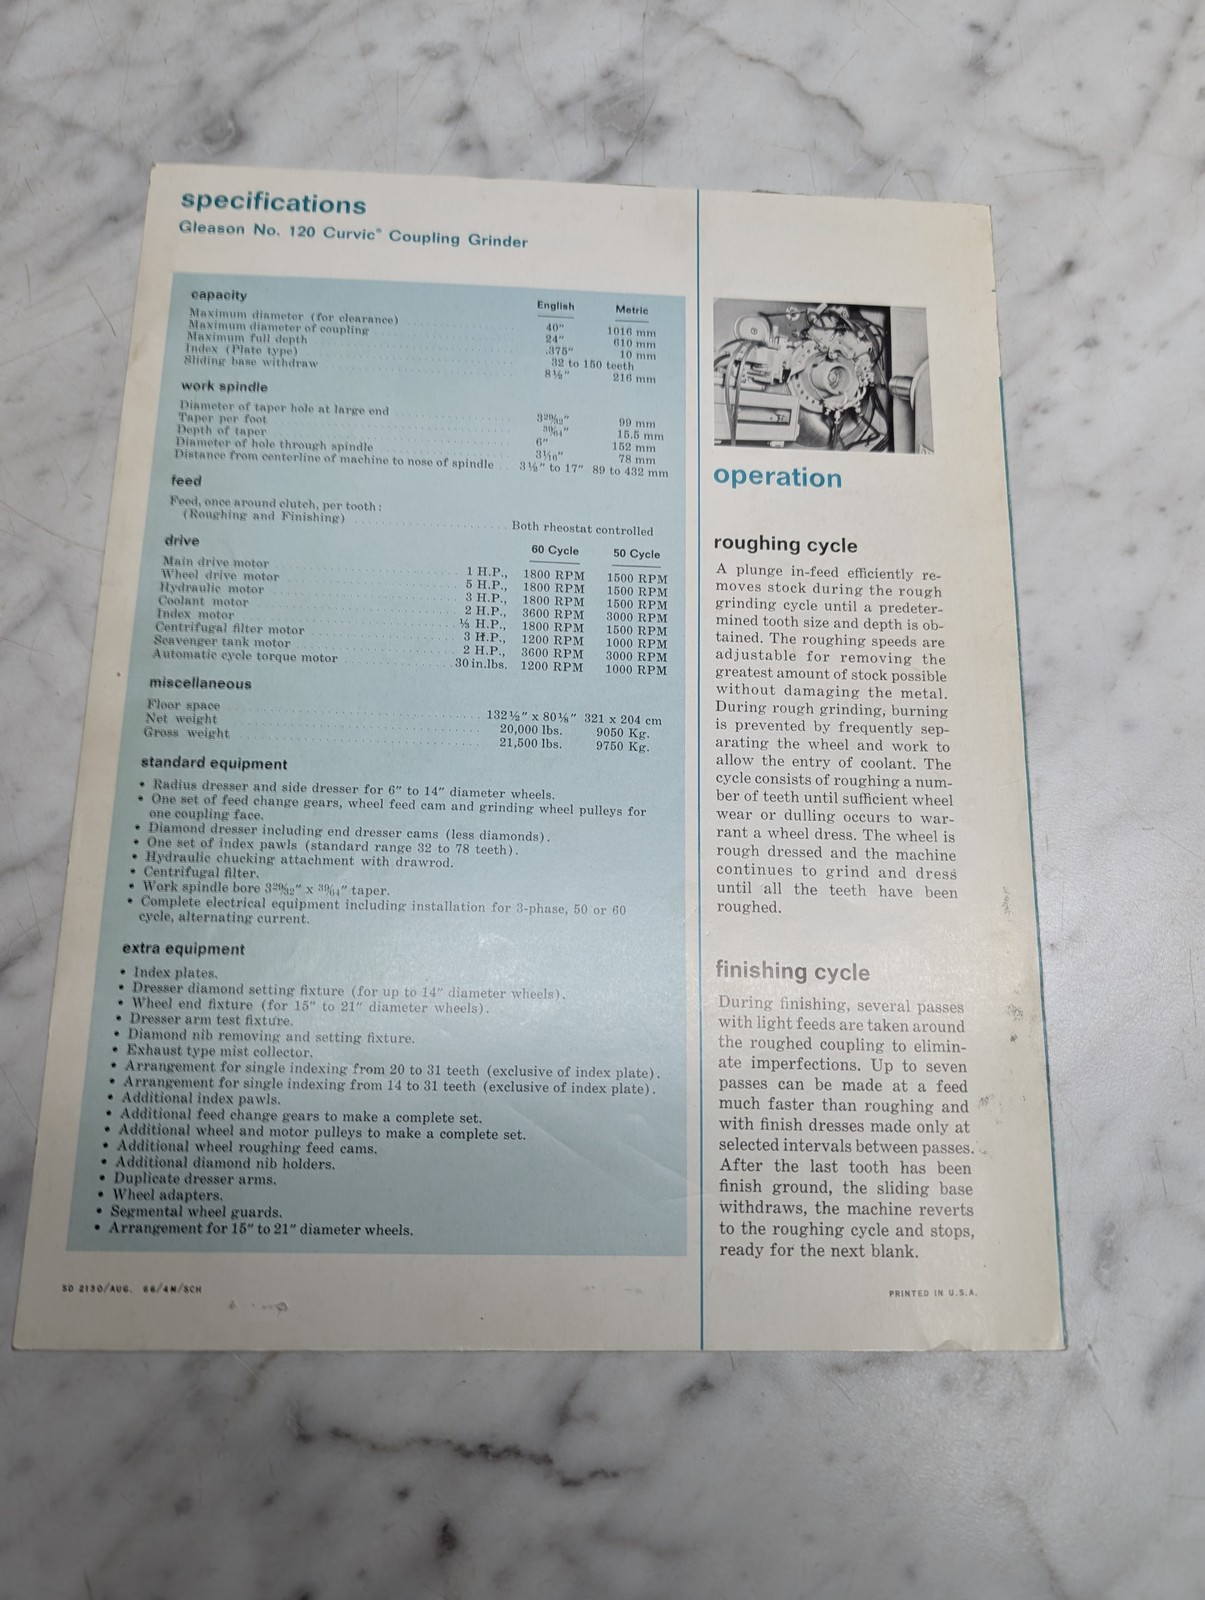 specifications
Gleason No. 120 Curvic® Coupling Grinder
capacity
English Metric
Maximum diameter (for clearance) 40" 1016 mm
Maximum diameter of coupling 24" 610 mm
Maximum full depth .375" 10 mm
Index (Plate type) 32 to 150 teeth
Sliding base withdraw 8½" 216 mm
work spindle
Diameter of taper hole at large end 3²⁹⁄₃₂" 99 mm
Taper per foot ³⁹⁄₆₄" 15.5 mm
Depth of taper 6" 152 mm
Diameter of hole through spindle 3¹⁄₁₆" 78 mm
Distance from centerline of machine to nose of spindle 3½" to 17" 89 to 432 mm
feed
Feed, once around clutch, per tooth:
(Roughing and Finishing) Both rheostat controlled
drive
60 Cycle 50 Cycle
Main drive motor 1 H.P., 1800 RPM 1500 RPM
Wheel drive motor 5 H.P., 1800 RPM 1500 RPM
Hydraulic motor 3 H.P., 1800 RPM 1500 RPM
Coolant motor 2 H.P., 3600 RPM 3000 RPM
Index motor H.P., 1800 RPM 1500 RPM
Centrifugal filter motor 3 H.P., 1200 RPM 1000 RPM
Scavenger tank motor 2 H.P., 3600 RPM 3000 RPM
Automatic cycle torque motor 30 in.lbs. 1200 RPM 1000 RPM
miscellaneous
Floor space 132½" x 80⅛" 321 x 204 cm
Net weight 20,000 lbs. 9050 Kg.
Gross weight 21,500 lbs. 9750 Kg.
standard equipment
• Radius dresser and side dresser for 6" to 14" diameter wheels.
• One set of feed change gears, wheel feed cam and grinding wheel pulleys for
one coupling face.
• Diamond dresser including end dresser cams (less diamonds).
• One set of index pawls (standard range 32 to 78 teeth).
• Hydraulic chucking attachment with drawrod.
• Centrifugal filter.
• Work spindle bore 3²⁹⁄₃₂" x ³⁹⁄₆₄" taper.
• Complete electrical equipment including installation for 3-phase, 50 or 60
cycle, alternating current.
extra equipment
• Index plates.
• Dresser diamond setting fixture (for up to 14" diameter wheels).
• Wheel end fixture (for 15" to 21" diameter wheels).
• Dresser arm test fixture.
• Diamond nib removing and setting fixture.
• Exhaust type mist collector.
• Arrangement for single indexing from 20 to 31 teeth (exclusive of index plate).
• Arrangement for single indexing from 14 to 31 teeth (exclusive of index plate).
• Additional index pawls.
• Additional feed change gears to make a complete set.
• Additional wheel and motor pulleys to make a complete set.
• Additional wheel roughing feed cams.
• Additional diamond nib holders.
• Duplicate dresser arms.
• Wheel adapters.
• Segmental wheel guards.
• Arrangement for 15" to 21" diameter wheels.
SD 2130/AUG. 66/4M/SCH
operation
roughing cycle
A plunge in-feed efficiently re-
moves stock during the rough
grinding cycle until a predeter-
mined tooth size and depth is ob-
tained. The roughing speeds are
adjustable for removing the
greatest amount of stock possible
without damaging the metal.
During rough grinding, burning
is prevented by frequently sep-
arating the wheel and work to
allow the entry of coolant. The
cycle consists of roughing a num-
ber of teeth until sufficient wheel
wear or dulling occurs to war-
rant a wheel dress. The wheel is
rough dressed and the machine
continues to grind and dress
until all the teeth have been
roughed.
finishing cycle
During finishing, several passes
with light feeds are taken around
the roughed coupling to elimin-
ate imperfections. Up to seven
passes can be made at a feed
much faster than roughing and
with finish dresses made only at
selected intervals between passes.
After the last tooth has been
finish ground, the sliding base
withdraws, the machine reverts
to the roughing cycle and stops,
ready for the next blank.
PRINTED IN U.S.A.